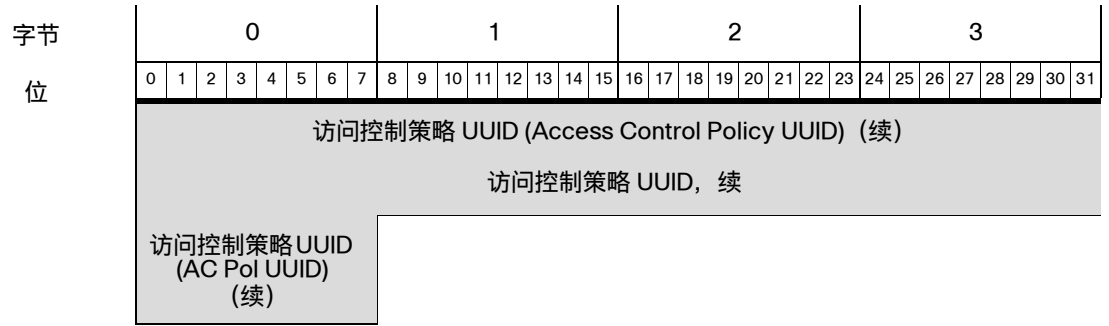 字节 0 1 2 3
位 0 1 2 3 4 5 6 7 8 9 10 11 12 13 14 15 16 17 18 19 20 21 22 23 24 25 26 27 28 29 30 31
访问控制策略 UUID (Access Control Policy UUID)（续）
访问控制策略 UUID，续
访问控制策略UUID
(AC Pol UUID)
（续）